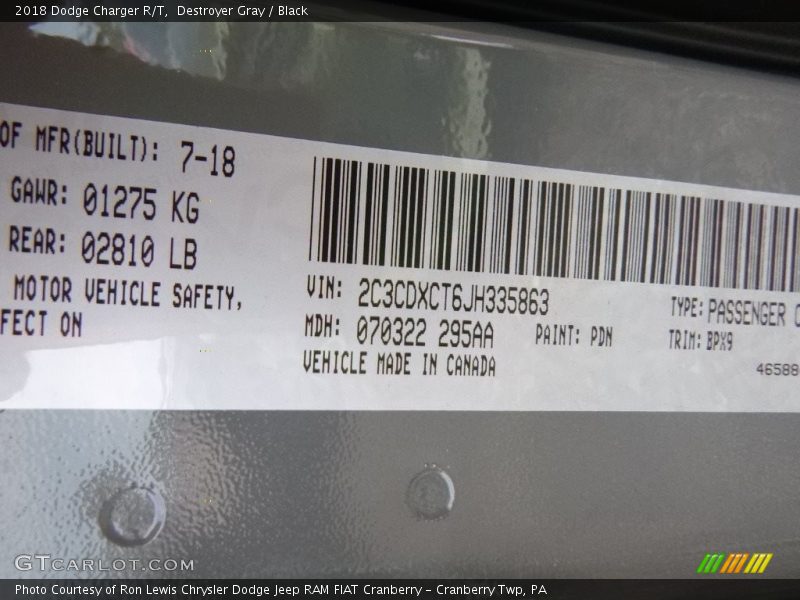 2018 Dodge Charger R/T, Destroyer Gray / Black
OF MFR(BUILT): 7-18
GAWR: 01275 KG
REAR: 02810 LB
MOTOR VEHICLE SAFETY,
FECT ON
VIN: 2C3CDXCT6JH335863
MDH: 070322 295AA
PAINT: PDN
VEHICLE MADE IN CANADA
TYPE: PASSENGER C
TRIM: BPX9
46588
GTCARLOT.COM
Photo Courtesy of Ron Lewis Chrysler Dodge Jeep RAM FIAT Cranberry – Cranberry Twp, PA